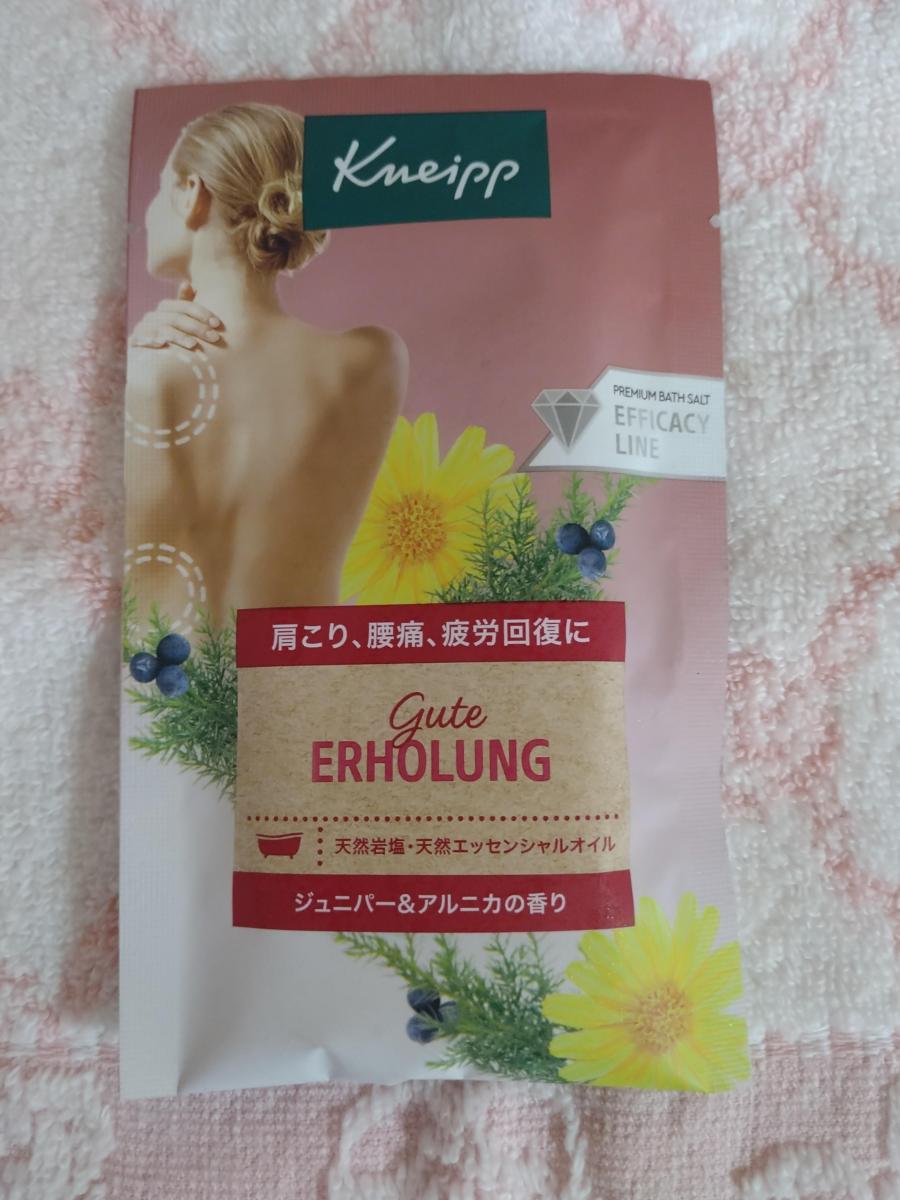 Kneipp
PREMIUM BATH SALT
EFFICACY
LINE
肩こり、腰痛、疲労回復に
Gute
ERHOLUNG
天然岩塩・天然エッセンシャルオイル
ジュニパー&アルニカの香り